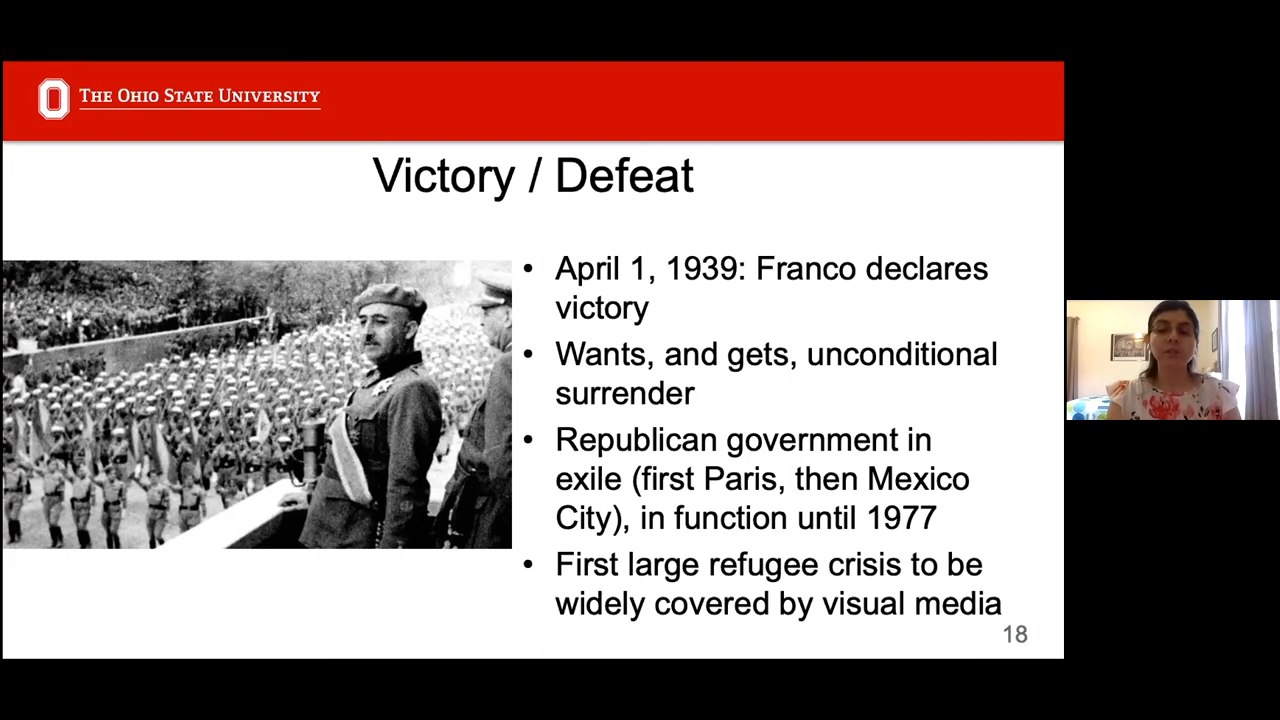 THE OHIO STATE UNIVERSITY
Victory / Defeat
• April 1, 1939: Franco declares
victory
• Wants, and gets, unconditional
surrender
• Republican government in
exile (first Paris, then Mexico
City), in function until 1977
• First large refugee crisis to be
widely covered by visual media
18